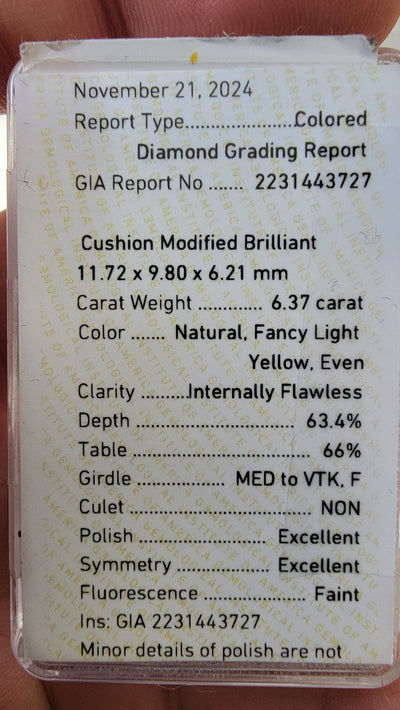 November 21, 2024
Report Type......................Colored
Diamond Grading Report
GIA Report No ....... 2231443727
Cushion Modified Brilliant
11.72 x 9.80 x 6.21 mm
Carat Weight ............. 6.37 carat
Color ....... Natural, Fancy Light
Yellow, Even
Clarity ..........Internally Flawless
Depth ................................ 63.4%
Table .................................. 66%
Girdle .................. MED to VTK, F
Culet ..................................... NON
Polish ......................... Excellent
Symmetry .................. Excellent
Fluorescence .................... Faint
Ins: GIA 2231443727
Minor details of polish are not